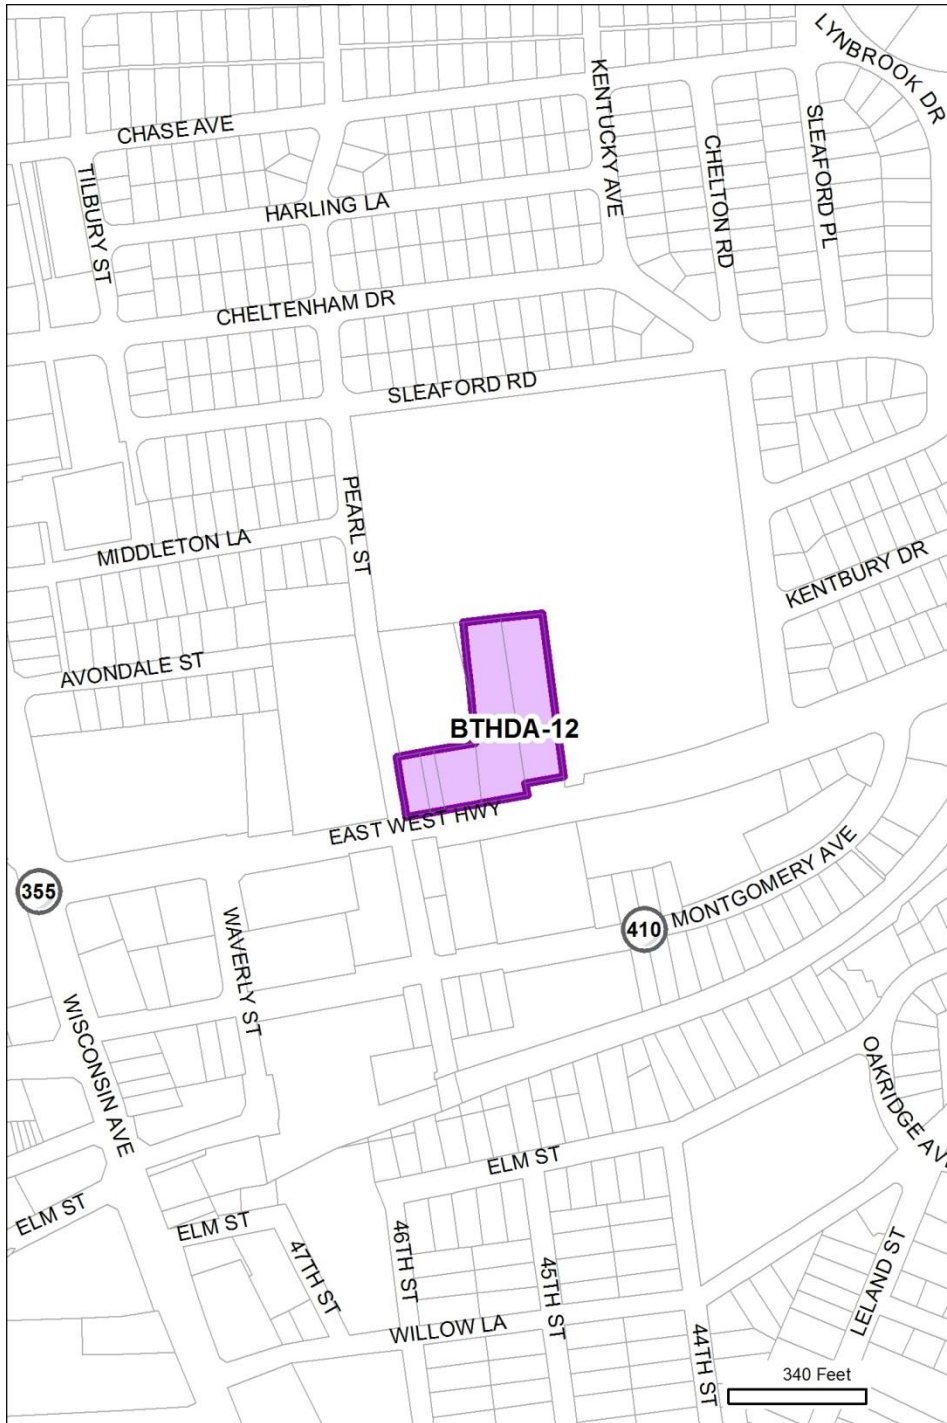 LYNBROOK DR
KENTUCKY AVE
CHASE AVE
SLEAFORD PL
CHELTON RD
TILBURY ST
HARLING LA
CHELTENHAM DR
SLEAFORD RD
PEARL ST
MIDDLETON LA
KENTBURY DR
AVONDALE ST
BTHDA-12
EAST WEST HWY
355
MONTGOMERY AVE
410
WAVERLY ST
WISCONSIN AVE
OAKRIDGE AVE
ELM ST
ELM ST
ELM ST
47TH ST
46TH ST
45TH ST
LELAND ST
WILLOW LA
44TH ST
340 Feet